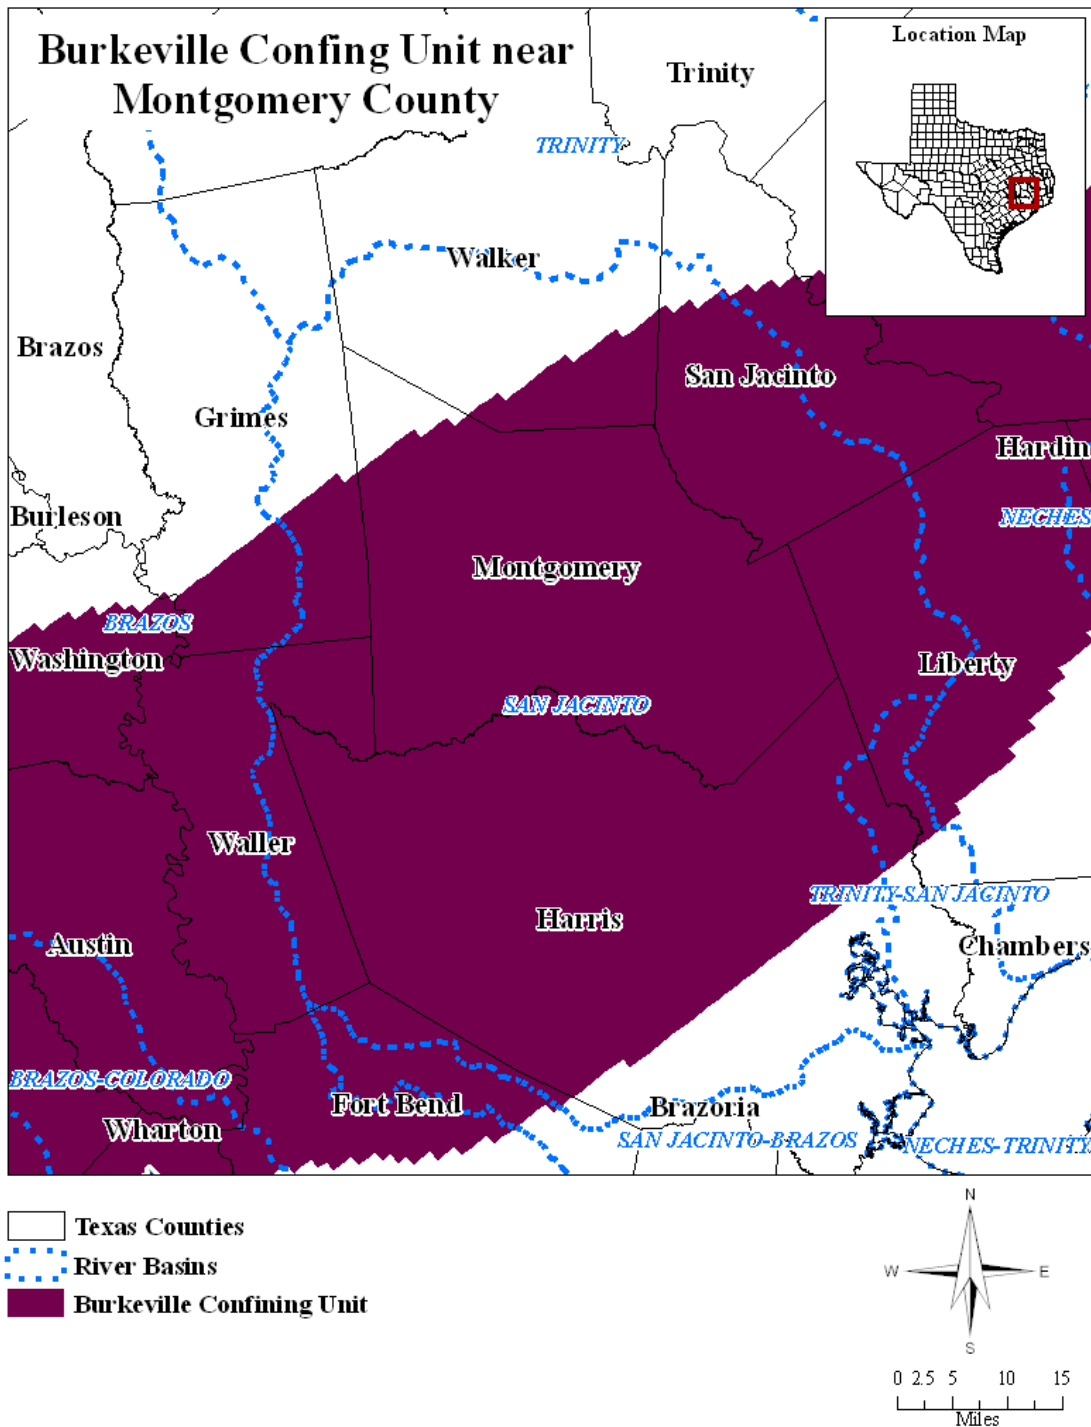 Burkeville Confing Unit near
Montgomery County
Location Map
Trinity
TRINITY
Walker
Brazos
San Jacinto
Grimes
Hardin
Burleson
NECHES
Montgomery
BRAZOS
Washington
Liberty
SAN JACINTO
Waller
TRINITY-SAN JACINTO
Harris
Austin
Chambers
BRAZOS-COLORADO
Fort Bend
Brazoria
Wharton
SAN JACINTO-BRAZOS
NECHES-TRINITY
Texas Counties
River Basins
Burkeville Confining Unit
N
W
E
S
0 2.5 5 10 15
Miles